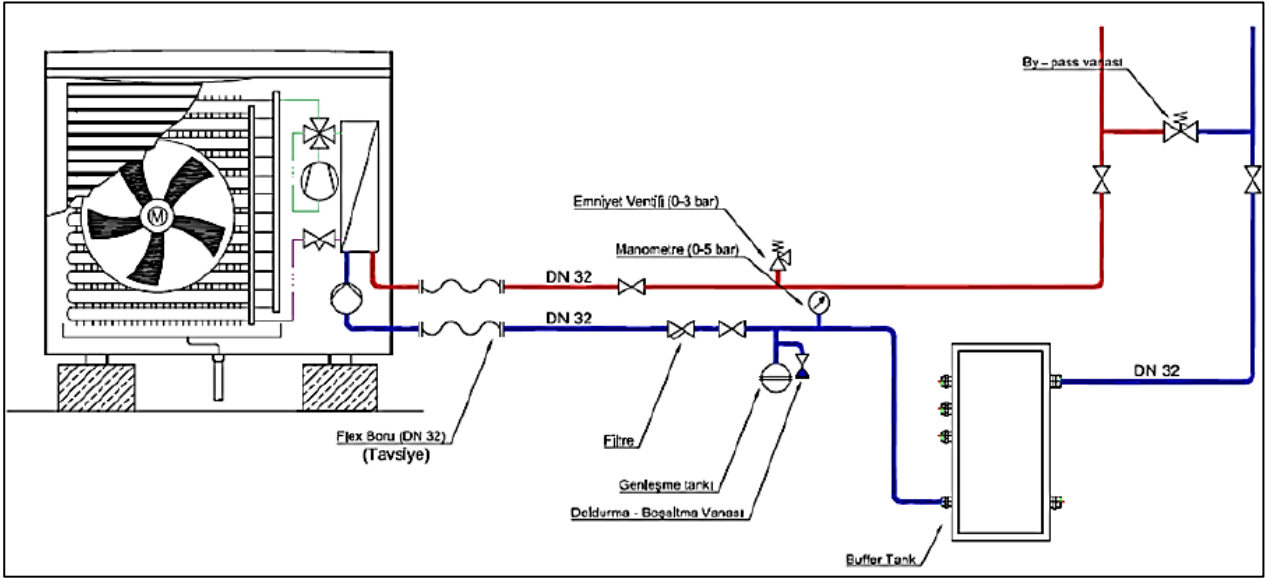 By – pass vanası
Emniyet Ventili (0-3 bar)
Manometre (0-5 bar)
DN 32
DN 32
DN 32
M
Flex Boru (DN 32)
(Tavsiye)
Filtre
Genleşme tankı
Doldurma - Boşaltma Vanası
Buffer Tank